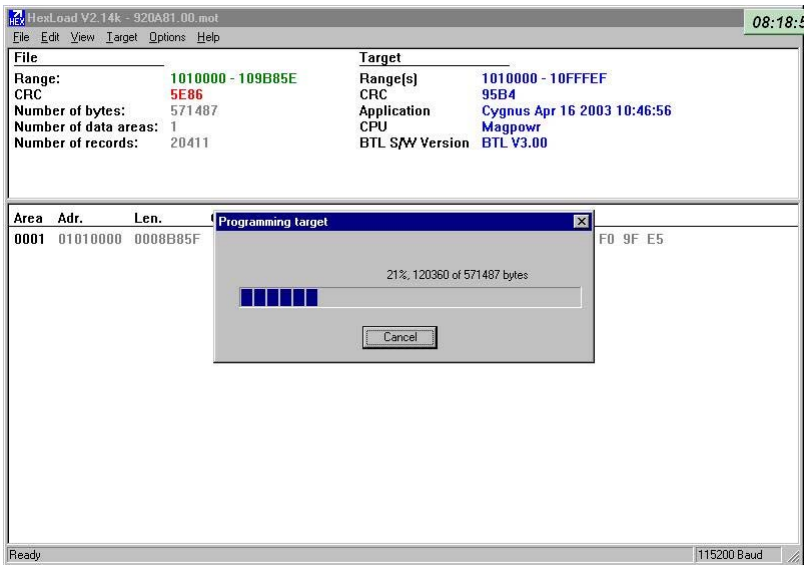 HexLoad V2.14k - 920A81.00.mot
08:18:5
File Edit View Target Options Help
File
Range: 1010000 - 109B85E
CRC 5E86
Number of bytes: 571487
Number of data areas: 1
Number of records: 20411
Target
Range(s) 1010000 - 10FFFEF
CRC 95B4
Application Cygnus Apr 16 2003 10:46:56
CPU Magpowr
BTL S/W Version BTL V3.00
Area Adr. Len.
0001 01010000 0008B85F F0 9F E5
Programming target
21%, 120360 of 571487 bytes
Cancel
Ready 115200 Baud